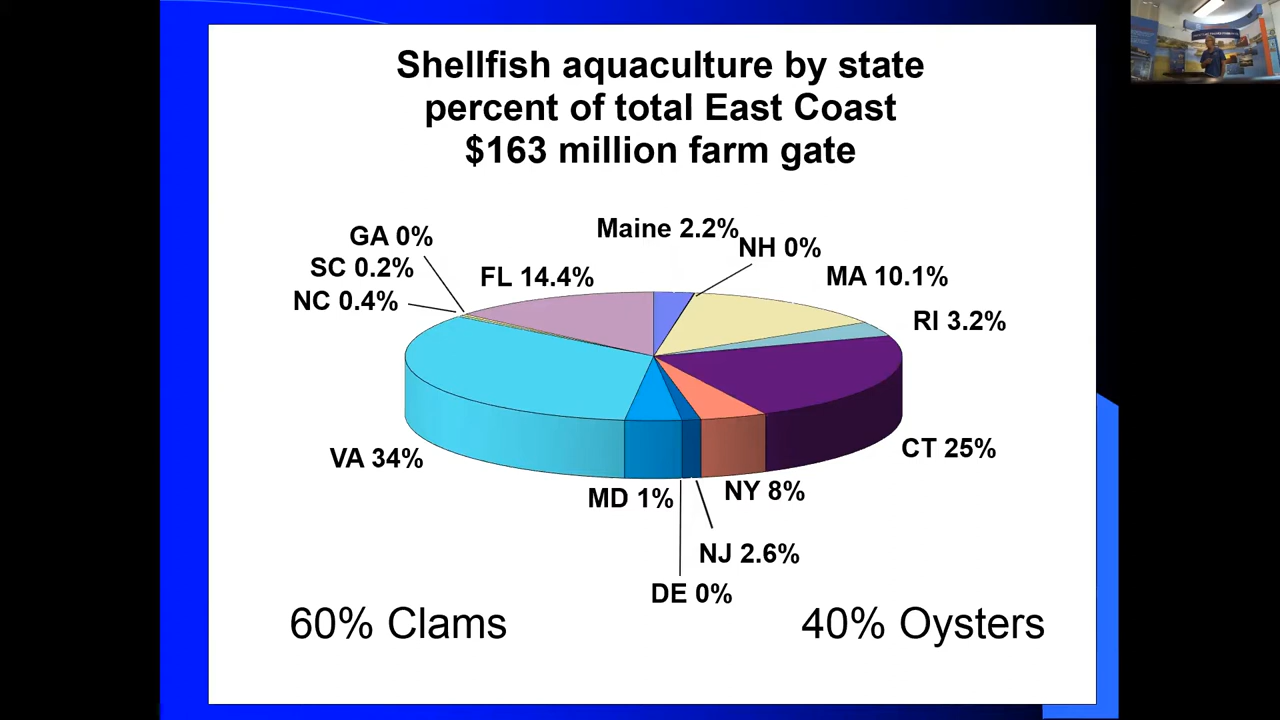 Shellfish aquaculture by state
percent of total East Coast
$163 million farm gate
Maine 2.2%
NH 0%
GA 0%
SC 0.2%
FL 14.4%
MA 10.1%
NC 0.4%
RI 3.2%
CT 25%
VA 34%
MD 1%
NY 8%
NJ 2.6%
DE 0%
60% Clams
40% Oysters